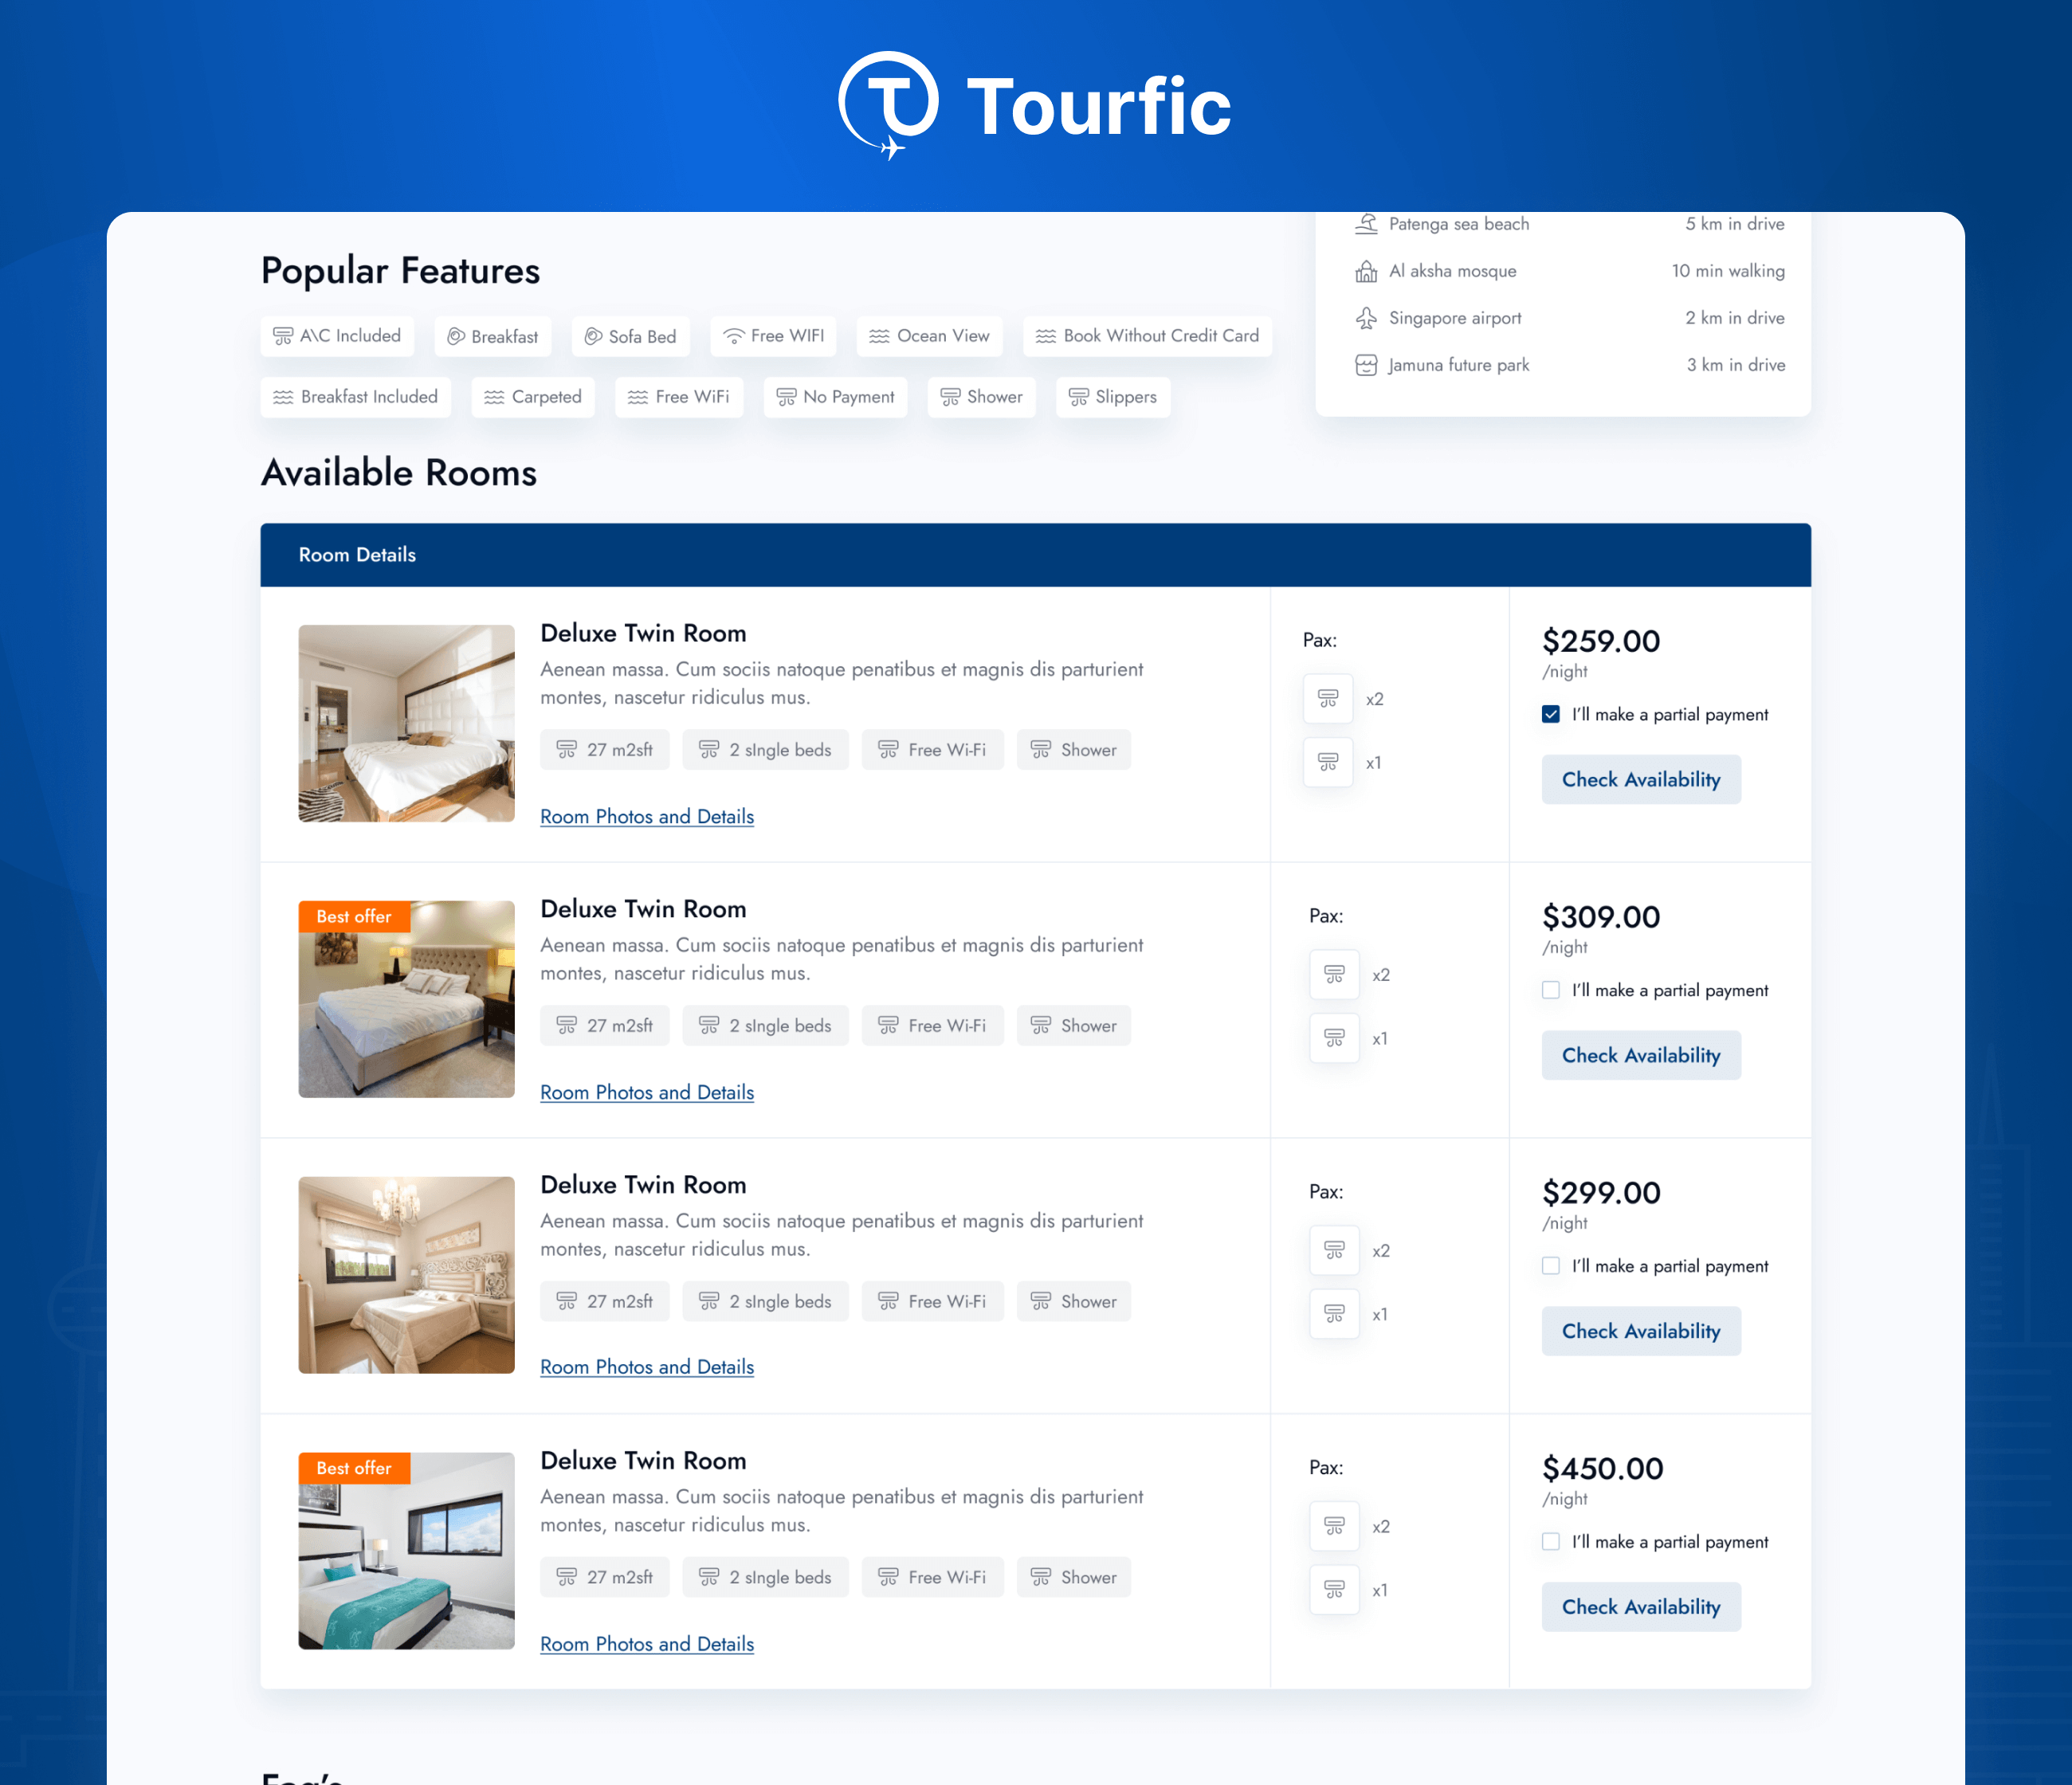 Tourfic
Patenga sea beach 5 km in drive
Al aksha mosque 10 min walking
Singapore airport 2 km in drive
Jamuna future park 3 km in drive
Popular Features
A\C Included Breakfast Sofa Bed Free WIFI Ocean View Book Without Credit Card
Breakfast Included Carpeted Free WiFi No Payment Shower Slippers
Available Rooms
Room Details
Deluxe Twin Room
Aenean massa. Cum sociis natoque penatibus et magnis dis parturient
montes, nascetur ridiculus mus.
27 m2sft 2 sIngle beds Free Wi-Fi Shower
Room Photos and Details
Pax:
x2
x1
$259.00
/night
I'll make a partial payment
Check Availability
Best offer
Deluxe Twin Room
Aenean massa. Cum sociis natoque penatibus et magnis dis parturient
montes, nascetur ridiculus mus.
27 m2sft 2 sIngle beds Free Wi-Fi Shower
Room Photos and Details
Pax:
x2
x1
$309.00
/night
I'll make a partial payment
Check Availability
Deluxe Twin Room
Aenean massa. Cum sociis natoque penatibus et magnis dis parturient
montes, nascetur ridiculus mus.
27 m2sft 2 sIngle beds Free Wi-Fi Shower
Room Photos and Details
Pax:
x2
x1
$299.00
/night
I'll make a partial payment
Check Availability
Best offer
Deluxe Twin Room
Aenean massa. Cum sociis natoque penatibus et magnis dis parturient
montes, nascetur ridiculus mus.
27 m2sft 2 sIngle beds Free Wi-Fi Shower
Room Photos and Details
Pax:
x2
x1
$450.00
/night
I'll make a partial payment
Check Availability
Faq's